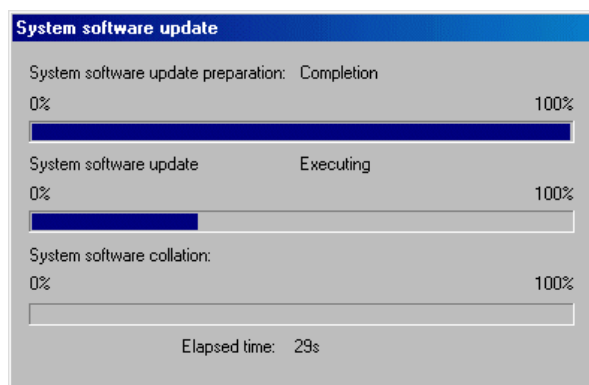 System software update
System software update preparation: Completion
0% 100%
System software update Executing
0% 100%
System software collation:
0% 100%
Elapsed time: 29s